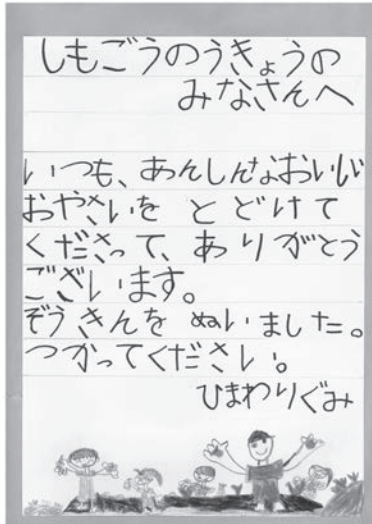 しもごうのうきょうの
みなさんへ
いつも、あんしんなおいしい
おやさいを とどけて
くださって、ありがとう
ございます。
ぞうきんを ぬいました。
つかってください。
ひまわりぐみ